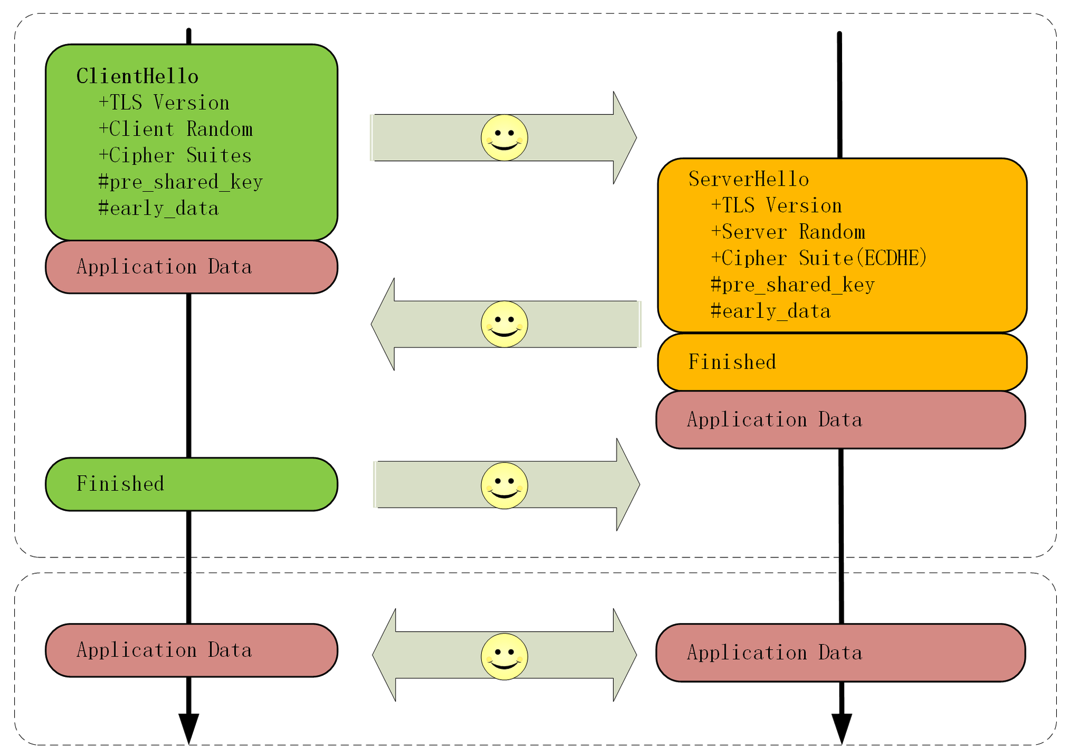 ClientHello
+TLS Version
+Client Random
+Cipher Suites
#pre_shared_key
#early_data
Application Data
ServerHello
+TLS Version
+Server Random
+Cipher Suite(ECDHE)
#pre_shared_key
#early_data
Finished
Application Data
Finished
Application Data
Application Data